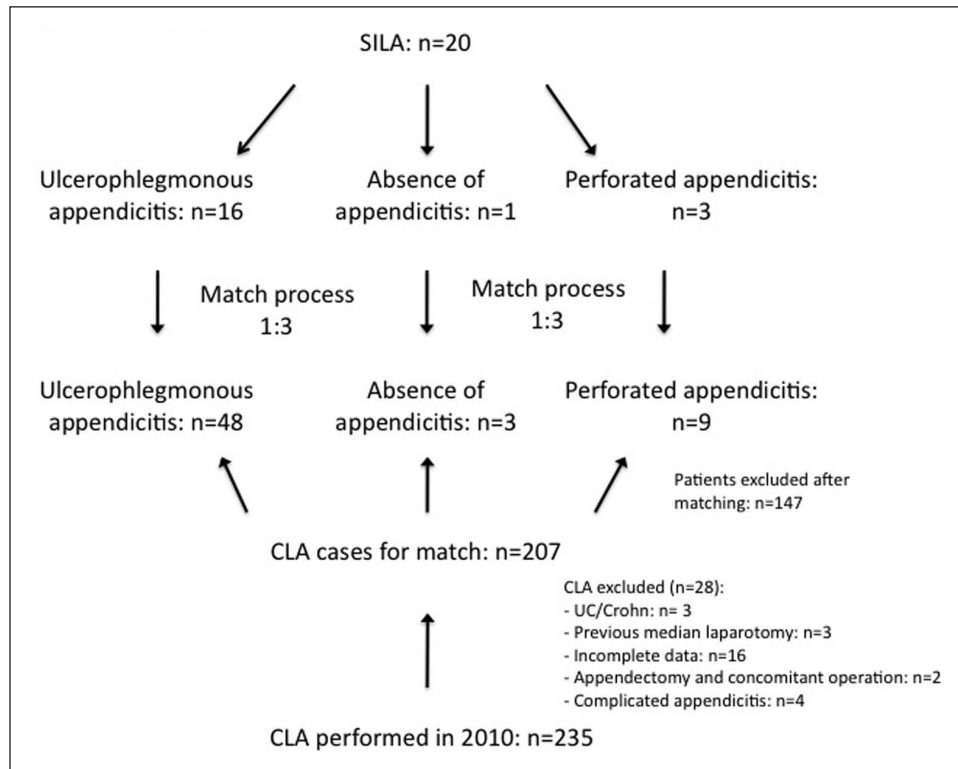 SILA: n=20
Ulcerophlegmonous
appendicitis: n=16
Absence of
appendicitis: n=1
Perforated appendicitis:
n=3
Match process
1:3
Match process
1:3
Ulcerophlegmonous
appendicitis: n=48
Absence of
appendicitis: n=3
Perforated appendicitis:
n=9
Patients excluded after
matching: n=147
CLA cases for match: n=207
CLA excluded (n=28):
- UC/Crohn: n= 3
- Previous median laparotomy: n=3
- Incomplete data: n=16
- Appendectomy and concomitant operation: n=2
- Complicated appendicitis: n=4
CLA performed in 2010: n=235